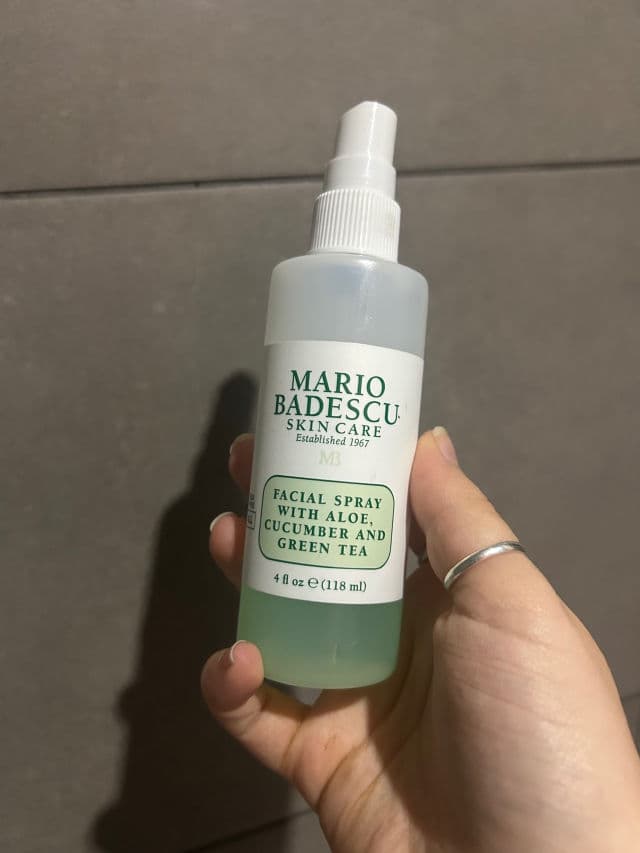 MARIO
BADESCU
SKIN CARE
Established 1967
MB
FACIAL SPRAY
WITH ALOE,
CUCUMBER AND
GREEN TEA
4 fl oz ℮ (118 ml)